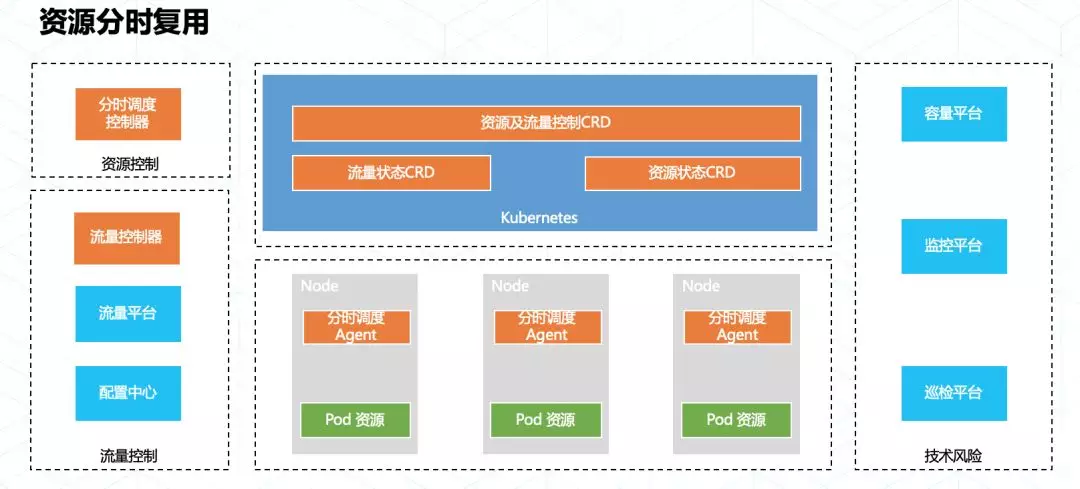 资源分时复用
分时调度
控制器
资源控制
流量控制器
流量平台
配置中心
流量控制
资源及流量控制CRD
流量状态CRD
资源状态CRD
Kubernetes
Node
分时调度
Agent
Pod 资源
Node
分时调度
Agent
Pod 资源
Node
分时调度
Agent
Pod 资源
容量平台
监控平台
巡检平台
技术风险